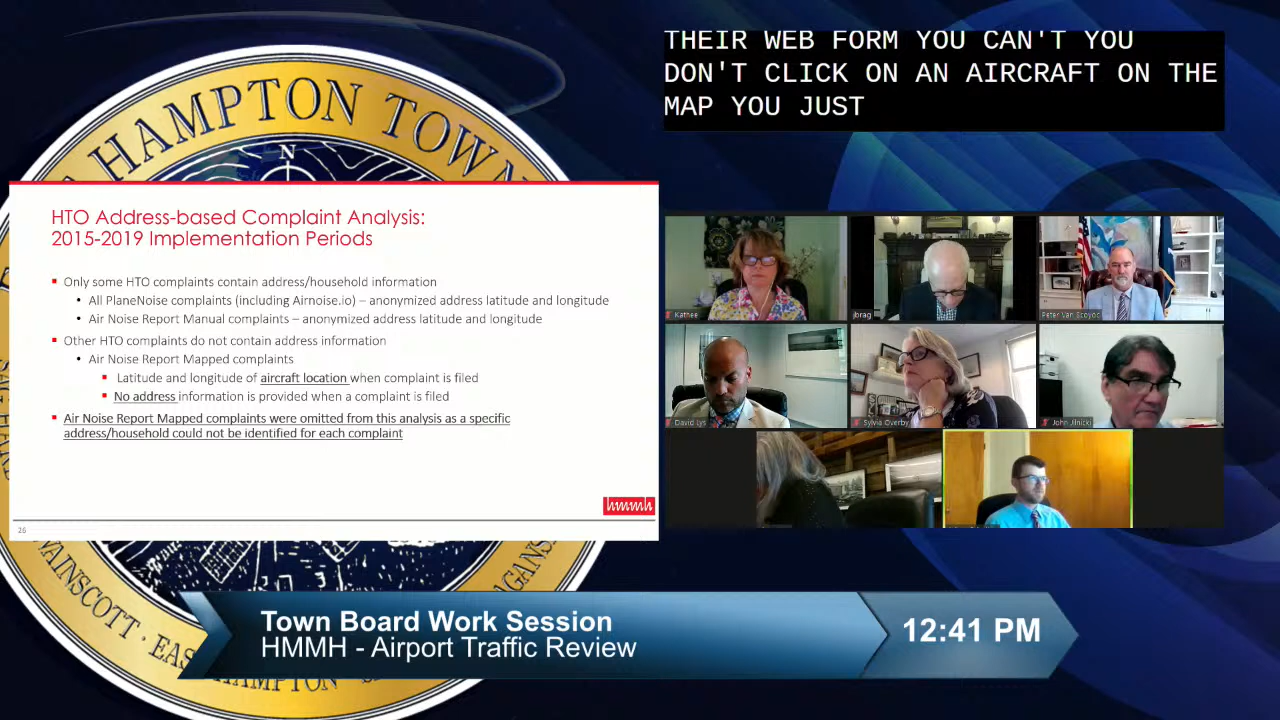 THEIR WEB FORM YOU CAN'T YOU
DON'T CLICK ON AN AIRCRAFT ON THE
MAP YOU JUST
HAMPTON TOWN
N
HTO Address-based Complaint Analysis:
2015-2019 Implementation Periods
Only some HTO complaints contain address/household information
All PlaneNoise complaints (including Airnoise.io) – anonymized address latitude and longitude
Air Noise Report Manual complaints – anonymized address latitude and longitude
Other HTO complaints do not contain address information
Air Noise Report Mapped complaints
Latitude and longitude of aircraft location when complaint is filed
No address information is provided when a complaint is filed
Air Noise Report Mapped complaints were omitted from this analysis as a specific
address/household could not be identified for each complaint
hmmh
26
Kathee
jbrag
Peter Van Scoyoc
David Lys
Sylvia Overby
John Jilnicki
WAINSCOTT · EAS
HAMPTON
Town Board Work Session
HMMH - Airport Traffic Review
12:41 PM